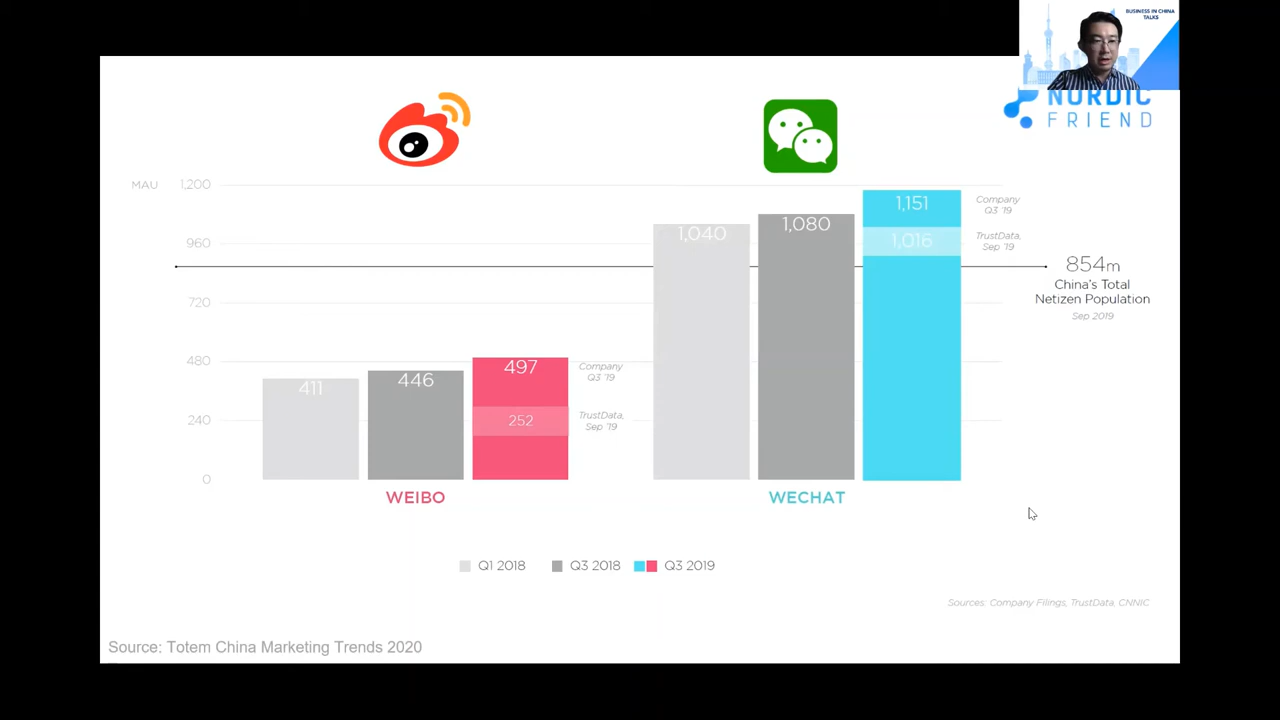 BUSINESS IN CHINA
TALKS
NORDIC
FRIEND
MAU
1,200
960
720
480
240
0
411
446
497
252
Company
Q3 '19
TrustData,
Sep '19
WEIBO
1,040
1,080
1,151
1,016
Company
Q3 '19
TrustData,
Sep '19
WECHAT
854m
China's Total
Netizen Population
Sep 2019
Q1 2018
Q3 2018
Q3 2019
Sources: Company Filings, TrustData, CNNIC
Source: Totem China Marketing Trends 2020